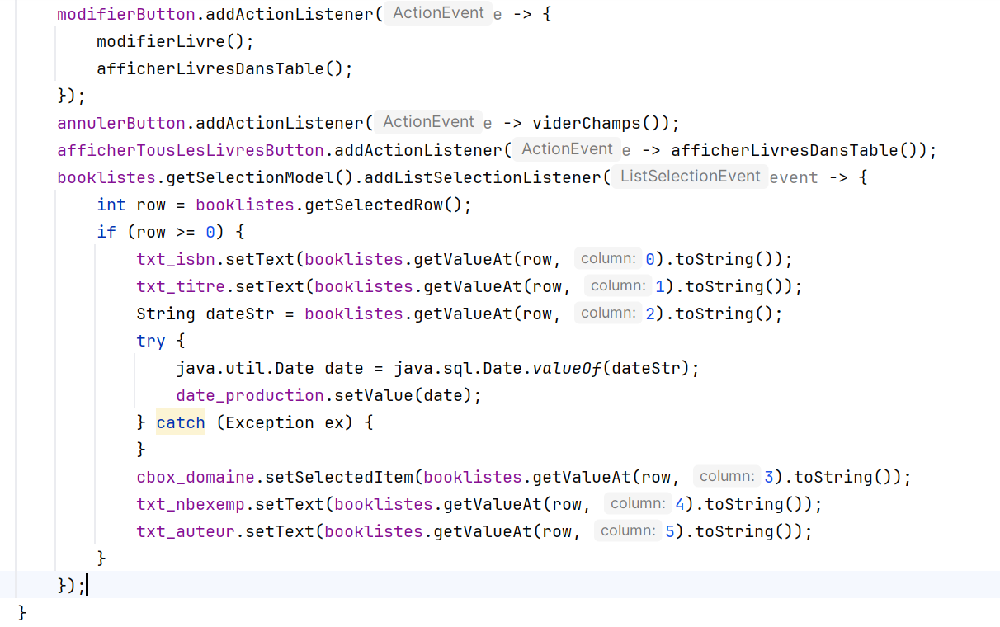 modifierButton.addActionListener( ActionEvent e -> {
modifierLivre();
afficherLivresDansTable();
});
annulerButton.addActionListener( ActionEvent e -> viderChamps());
afficherTousLesLivresButton.addActionListener( ActionEvent e -> afficherLivresDansTable());
booklistes.getSelectionModel().addListSelectionListener( ListSelectionEvent event -> {
int row = booklistes.getSelectedRow();
if (row >= 0) {
txt_isbn.setText(booklistes.getValueAt(row, column: 0).toString());
txt_titre.setText(booklistes.getValueAt(row, column: 1).toString());
String dateStr = booklistes.getValueAt(row, column: 2).toString();
try {
java.util.Date date = java.sql.Date.valueOf(dateStr);
date_production.setValue(date);
} catch (Exception ex) {
}
cbox_domaine.setSelectedItem(booklistes.getValueAt(row, column: 3).toString());
txt_nbexemp.setText(booklistes.getValueAt(row, column: 4).toString());
txt_auteur.setText(booklistes.getValueAt(row, column: 5).toString());
}
});
}